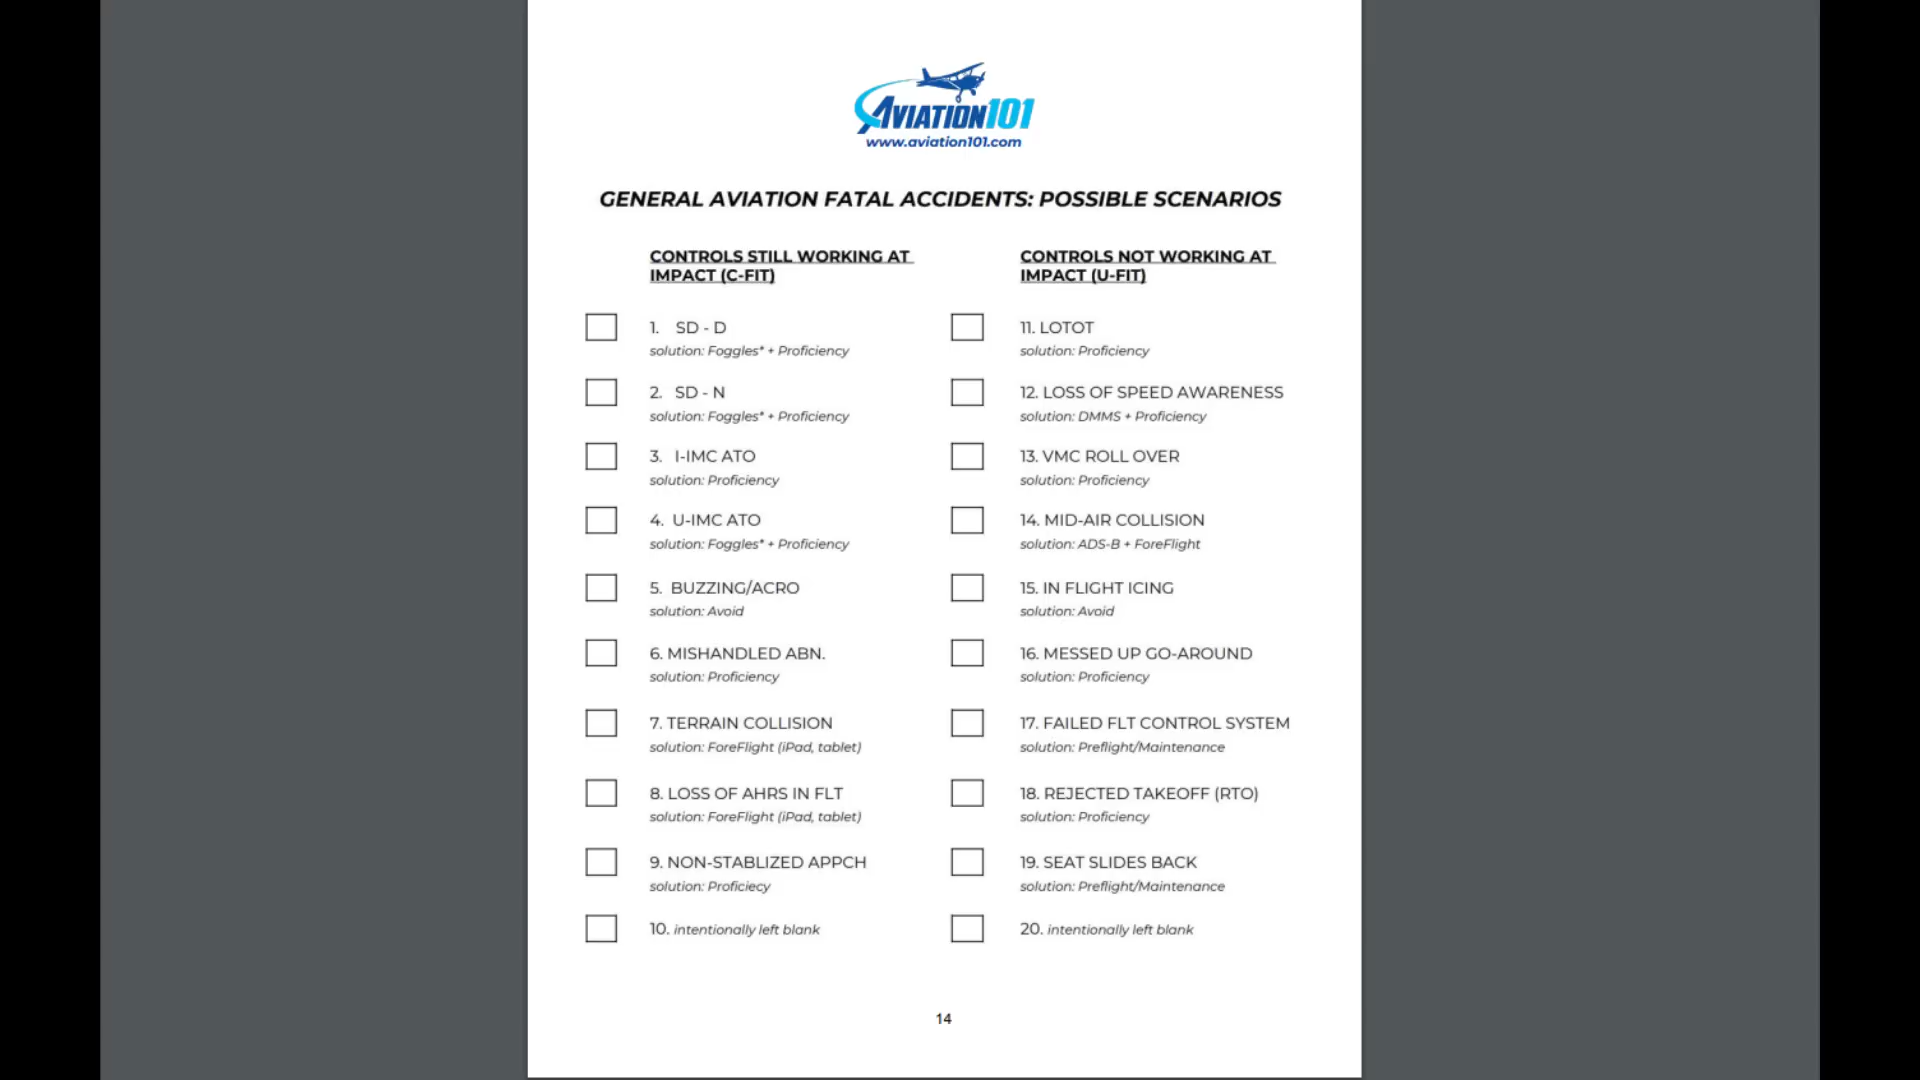 AVIATION101
www.aviation101.com
GENERAL AVIATION FATAL ACCIDENTS: POSSIBLE SCENARIOS
CONTROLS STILL WORKING AT
IMPACT (C-FIT)
1. SD - D
solution: Foggles* + Proficiency
2. SD - N
solution: Foggles* + Proficiency
3. I-IMC ATO
solution: Proficiency
4. U-IMC ATO
solution: Foggles* + Proficiency
5. BUZZING/ACRO
solution: Avoid
6. MISHANDLED ABN.
solution: Proficiency
7. TERRAIN COLLISION
solution: ForeFlight (iPad, tablet)
8. LOSS OF AHRS IN FLT
solution: ForeFlight (iPad, tablet)
9. NON-STABLIZED APPCH
solution: Proficiecy
10. intentionally left blank
CONTROLS NOT WORKING AT
IMPACT (U-FIT)
11. LOTOT
solution: Proficiency
12. LOSS OF SPEED AWARENESS
solution: DMMS + Proficiency
13. VMC ROLL OVER
solution: Proficiency
14. MID-AIR COLLISION
solution: ADS-B + ForeFlight
15. IN FLIGHT ICING
solution: Avoid
16. MESSED UP GO-AROUND
solution: Proficiency
17. FAILED FLT CONTROL SYSTEM
solution: Preflight/Maintenance
18. REJECTED TAKEOFF (RTO)
solution: Proficiency
19. SEAT SLIDES BACK
solution: Preflight/Maintenance
20. intentionally left blank
14